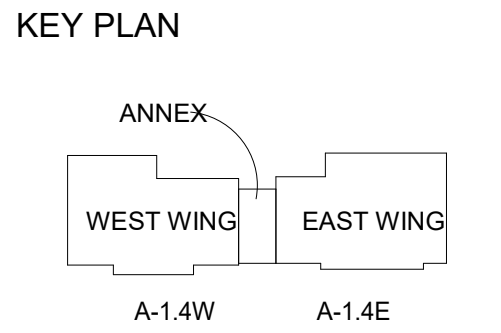 KEY PLAN
ANNEX
WEST WING
EAST WING
A-1.4W
A-1.4E